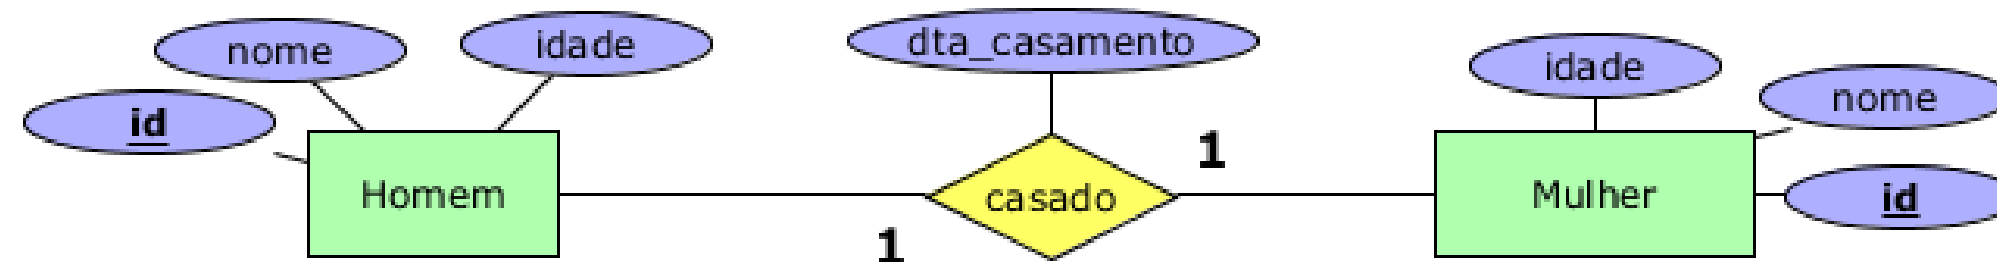 nome
idade
dta_casamento
idade
nome
id
1
id
Homem
casado
Mulher
1